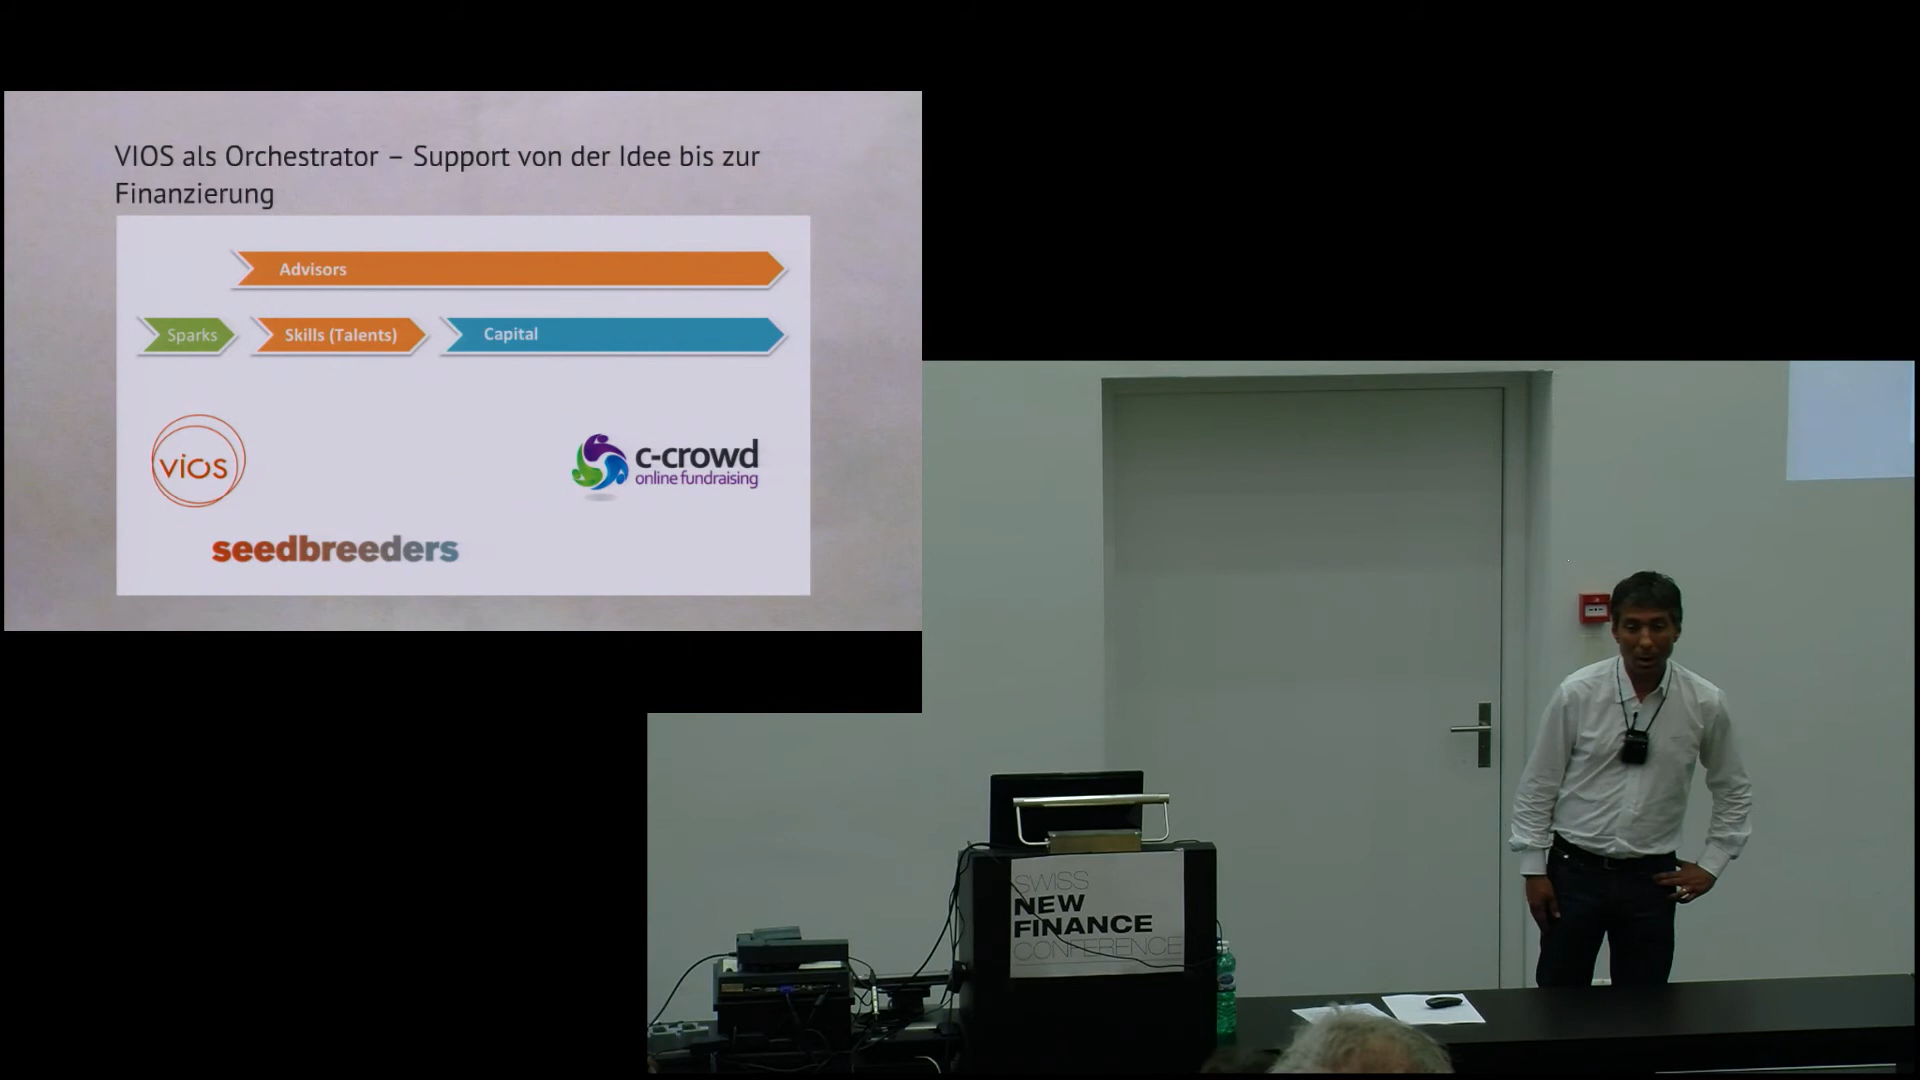 VIOS als Orchestrator – Support von der Idee bis zur
Finanzierung
Advisors
Sparks
Skills (Talents)
Capital
vios
c-crowd
online fundraising
seedbreeders
SWISS
NEW
FINANCE
CONFERENCE